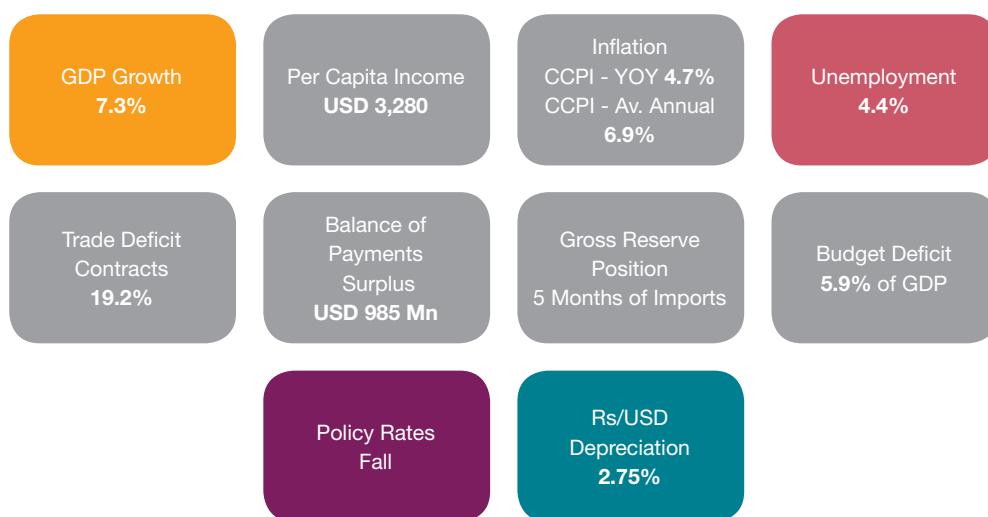 GDP Growth
7.3%
Per Capita Income
USD 3,280
Inflation
CCPI - YOY 4.7%
CCPI - Av. Annual
6.9%
Unemployment
4.4%
Trade Deficit
Contracts
19.2%
Balance of
Payments
Surplus
USD 985 Mn
Gross Reserve
Position
5 Months of Imports
Budget Deficit
5.9% of GDP
Policy Rates
Fall
Rs/USD
Depreciation
2.75%